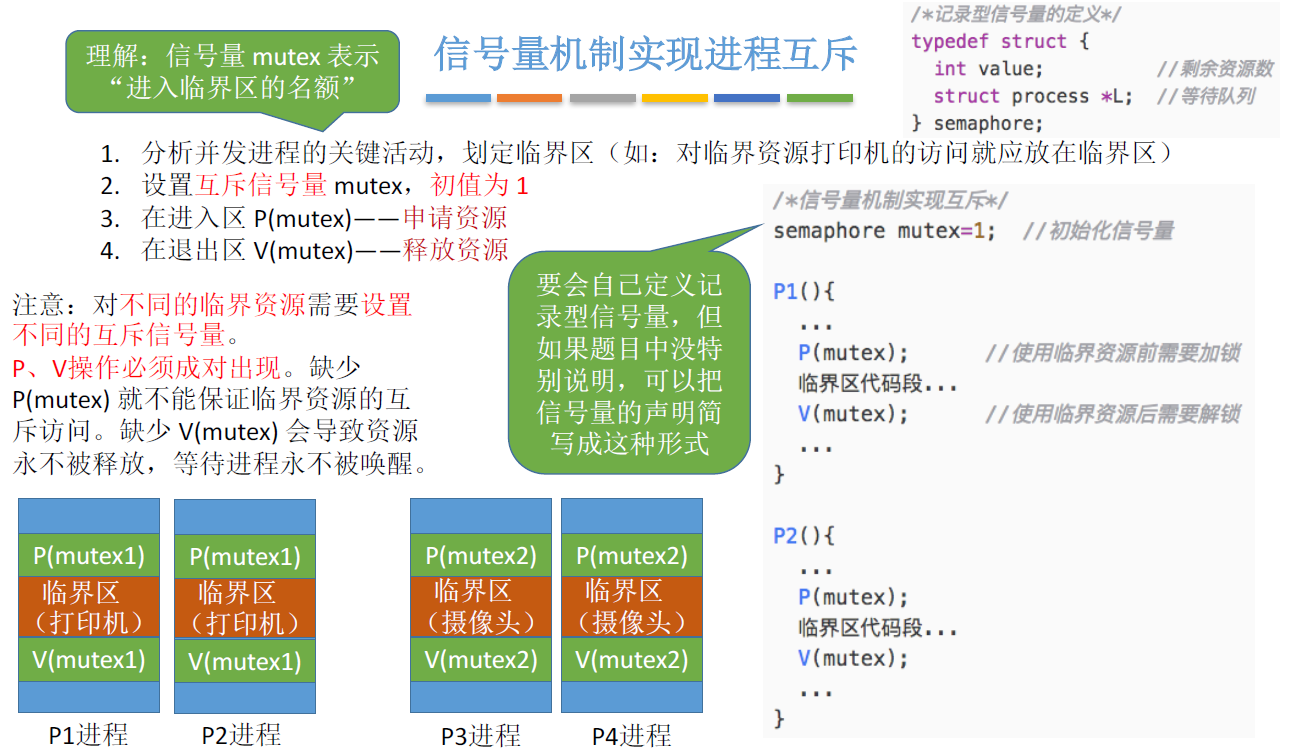 理解：信号量 mutex 表示
“进入临界区的名额”
信号量机制实现进程互斥
/*记录型信号量的定义*/
typedef struct {
int value; //剩余资源数
struct process *L; //等待队列
} semaphore;
1. 分析并发进程的关键活动，划定临界区（如：对临界资源打印机的访问就应放在临界区）
2. 设置互斥信号量 mutex，初值为 1
3. 在进入区 P(mutex)——申请资源
4. 在退出区 V(mutex)——释放资源
注意：对不同的临界资源需要设置
不同的互斥信号量。
P、V操作必须成对出现。缺少
P(mutex) 就不能保证临界资源的互
斥访问。缺少 V(mutex) 会导致资源
永不被释放，等待进程永不被唤醒。
要会自己定义记
录型信号量，但
如果题目中没特
别说明，可以把
信号量的声明简
写成这种形式
/*信号量机制实现互斥*/
semaphore mutex=1; //初始化信号量
P1(){
...
P(mutex); //使用临界资源前需要加锁
临界区代码段...
V(mutex); //使用临界资源后需要解锁
...
}
P2(){
...
P(mutex);
临界区代码段...
V(mutex);
...
}
P(mutex1)
临界区
（打印机）
V(mutex1)
P1进程
P(mutex1)
临界区
（打印机）
V(mutex1)
P2进程
P(mutex2)
临界区
（摄像头）
V(mutex2)
P3进程
P(mutex2)
临界区
（摄像头）
V(mutex2)
P4进程